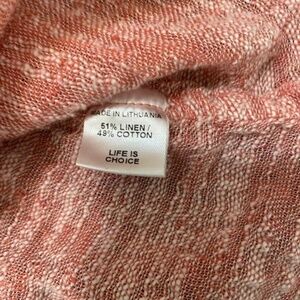 MADE IN LITHUANIA
51% LINEN /
49% COTTON
LIFE IS
CHOICE